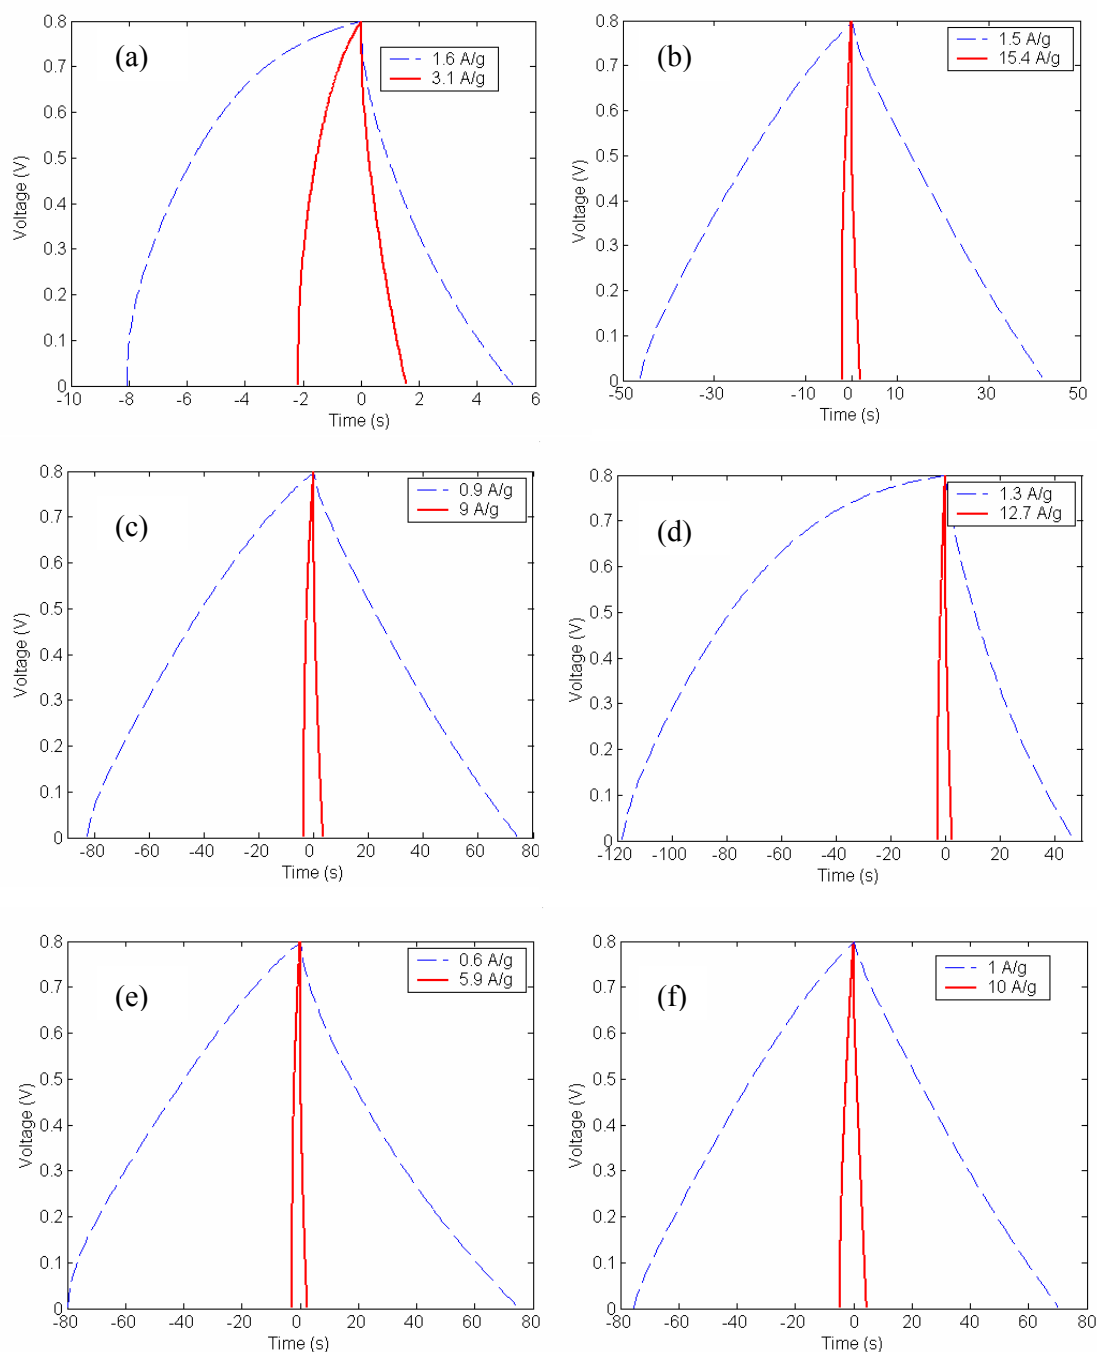 (a)
1.6 A/g
3.1 A/g
0.8
0.7
0.6
0.5
0.4
0.3
0.2
0.1
0
Voltage (V)
-10 -8 -6 -4 -2 0 2 4 6
Time (s)
(b)
1.5 A/g
15.4 A/g
0.8
0.7
0.6
0.5
0.4
0.3
0.2
0.1
0
Voltage (V)
-50 -30 -10 0 10 30 50
Time (s)
(c)
0.9 A/g
9 A/g
0.8
0.7
0.6
0.5
0.4
0.3
0.2
0.1
0
Voltage (V)
-80 -60 -40 -20 0 20 40 60 80
Time (s)
(d)
1.3 A/g
12.7 A/g
0.8
0.7
0.6
0.5
0.4
0.3
0.2
0.1
0
Voltage (V)
-120 -100 -80 -60 -40 -20 0 20 40
Time (s)
(e)
0.6 A/g
5.9 A/g
0.8
0.7
0.6
0.5
0.4
0.3
0.2
0.1
0
Voltage (V)
-80 -60 -40 -20 0 20 40 60 80
Time (s)
(f)
1 A/g
10 A/g
0.8
0.7
0.6
0.5
0.4
0.3
0.2
0.1
0
Voltage (V)
-80 -60 -40 -20 0 20 40 60 80
Time (s)